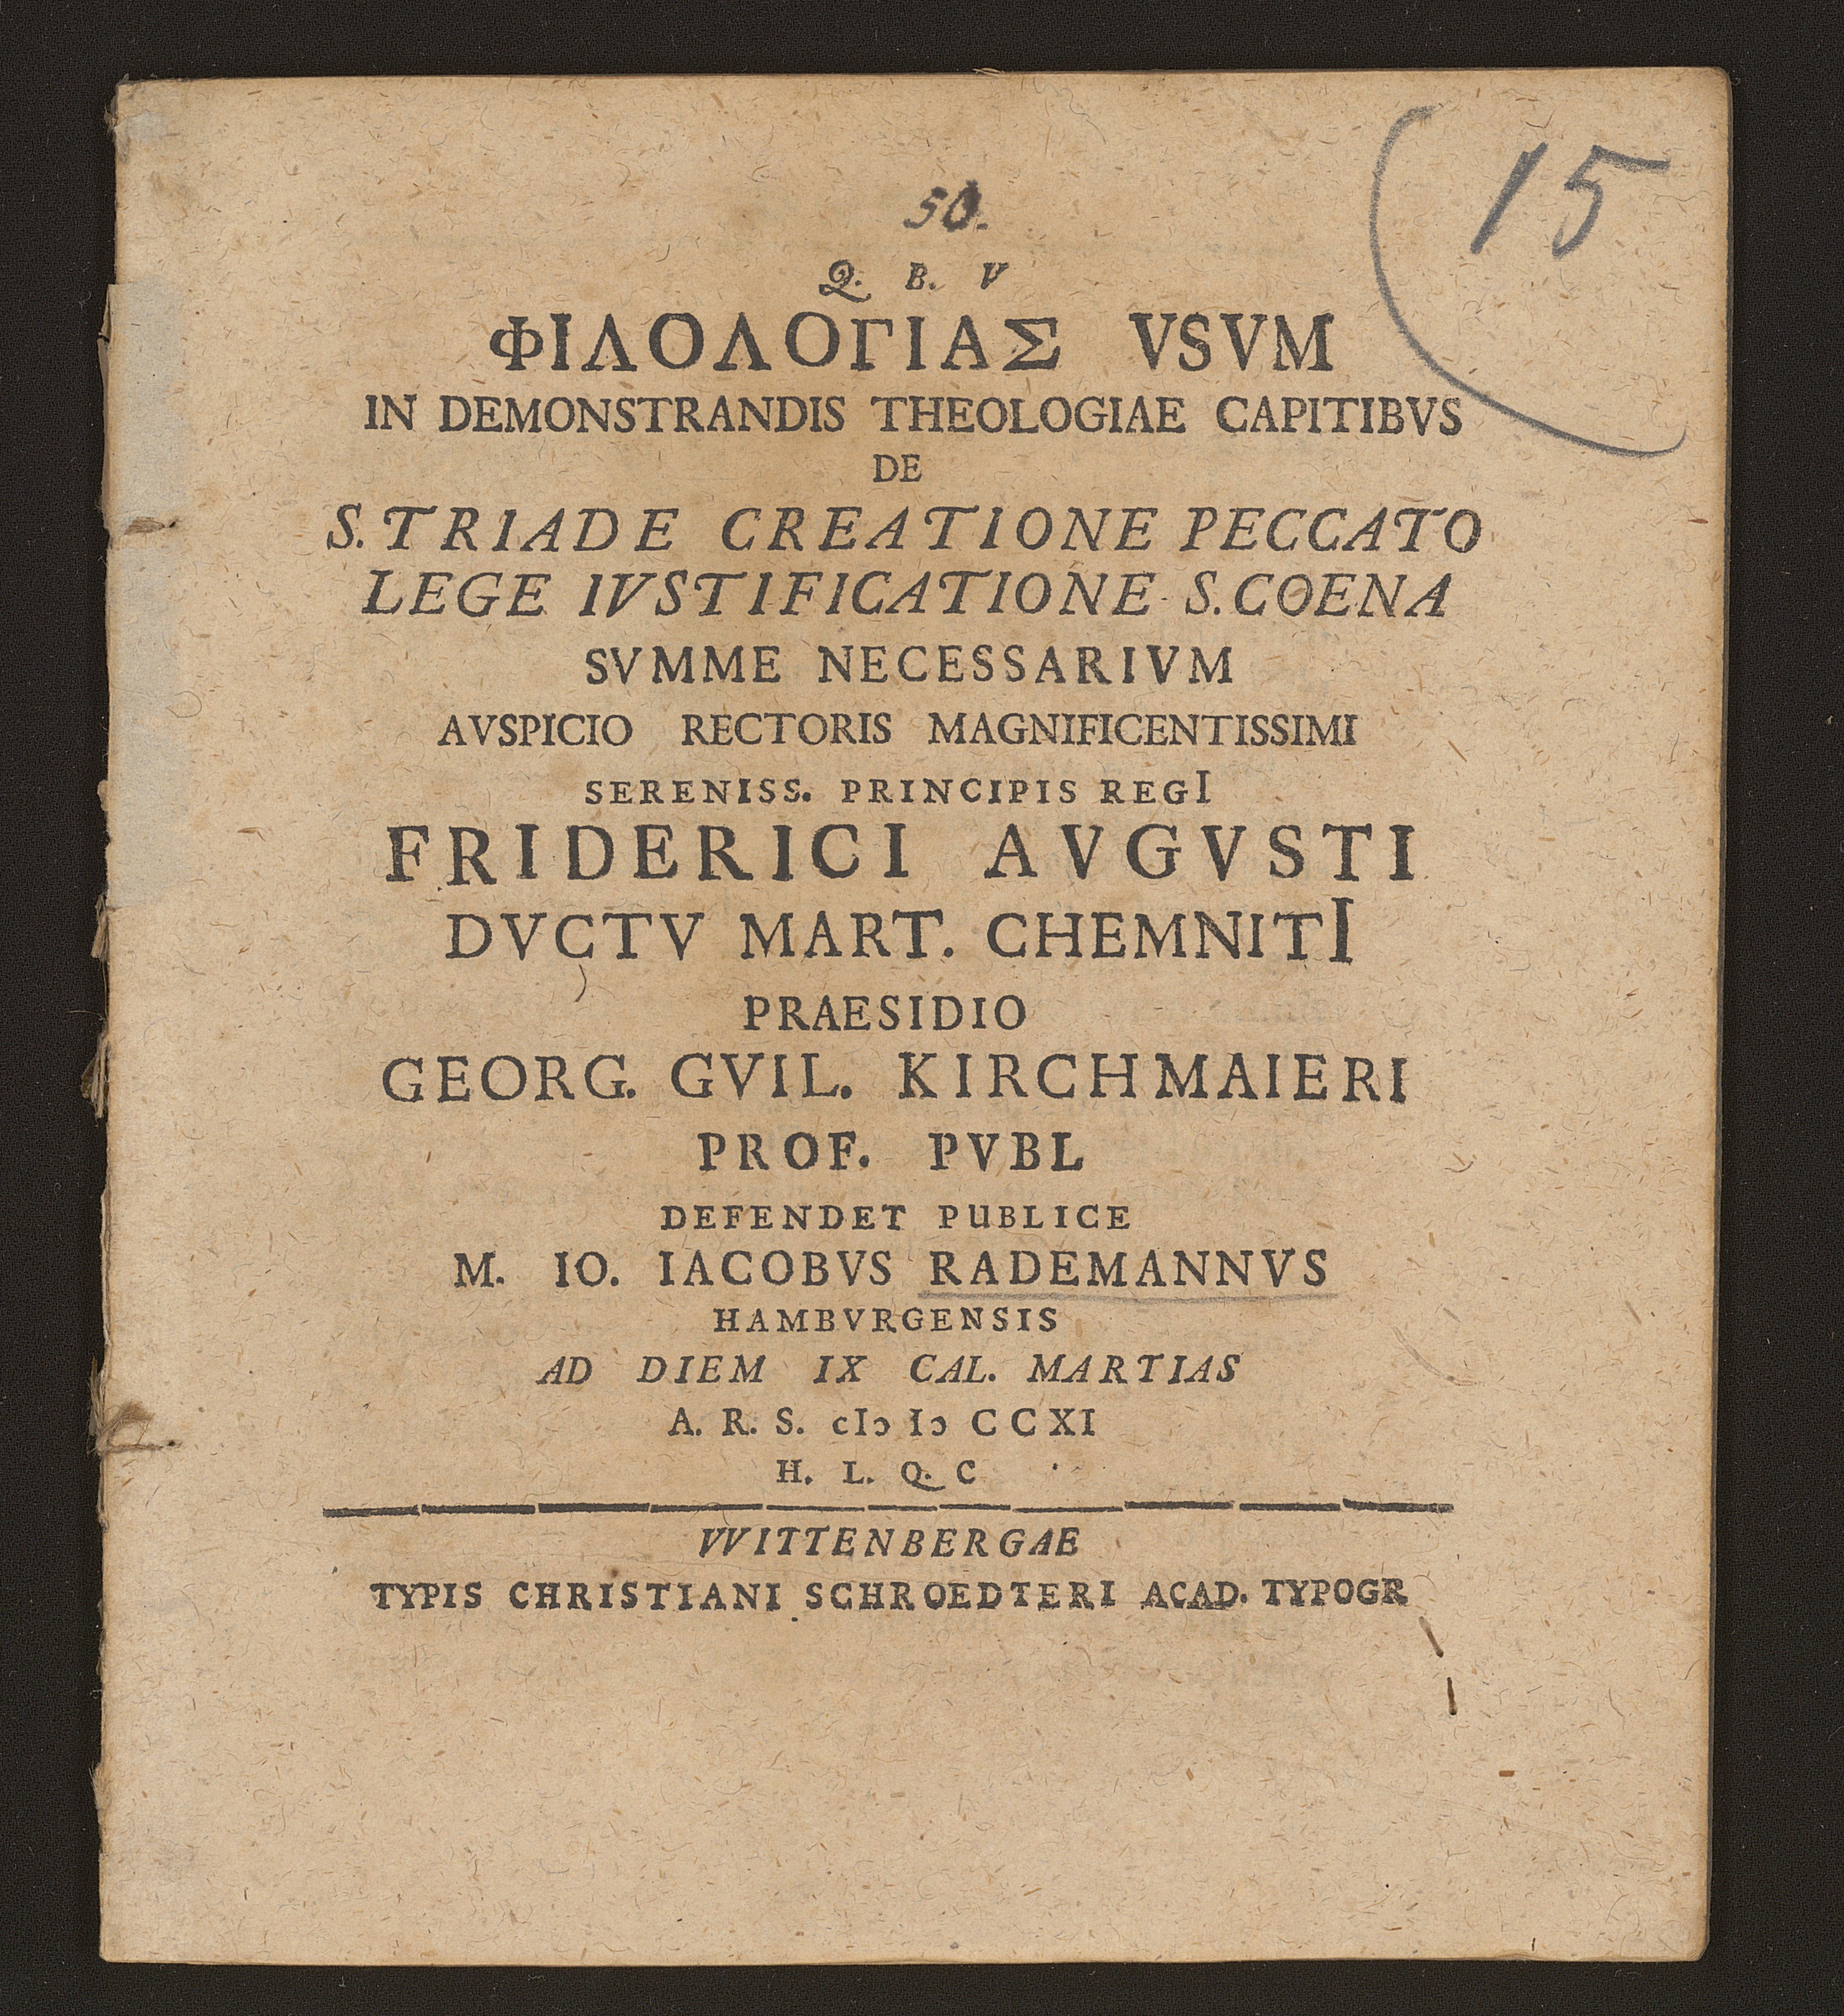 15
50.
Q. B. V
ΦΙΛΟΛΟΓΙΑΣ VSVM
IN DEMONSTRANDIS THEOLOGIAE CAPITIBVS
DE
S. TRIADE CREATIONE PECCATO
LEGE IVSTIFICATIONE S. COENA
SVMME NECESSARIVM
AVSPICIO RECTORIS MAGNIFICENTISSIMI
SERENISS. PRINCIPIS REGI
FRIDERICI AVGVSTI
DVCTV MART. CHEMNITI
PRAESIDIO
GEORG. GVIL. KIRCHMAIERI
PROF. PVBL
DEFENDET PUBLICE
M. IO. IACOBVS RADEMANNVS
HAMBVRGENSIS
AD DIEM IX CAL. MARTIAS
A. R. S. cIɔ Iɔ CCXI
H. L. Q. C
VVITTENBERGAE
TYPIS CHRISTIANI SCHROEDTERI ACAD. TYPOGR